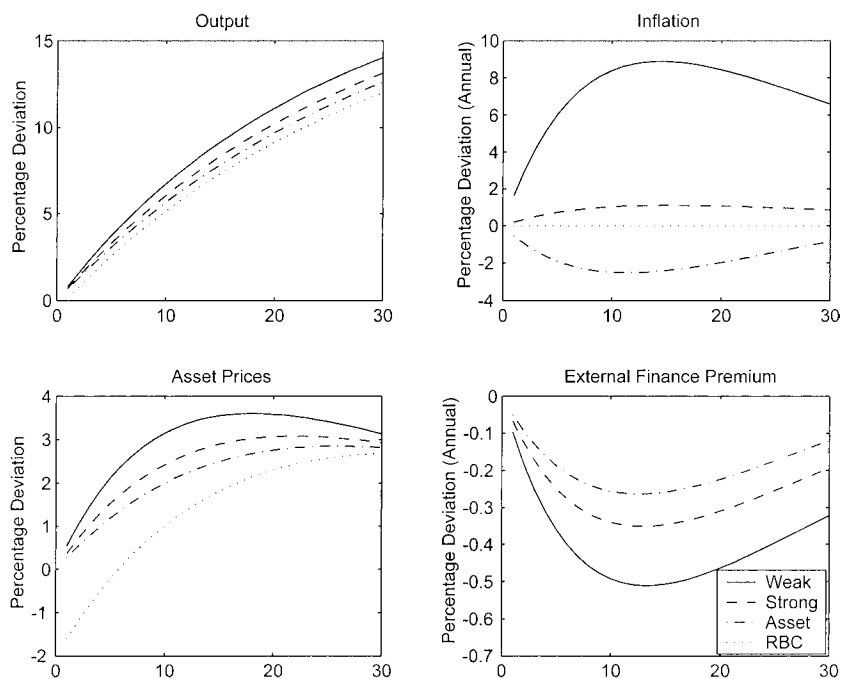 Output
Percentage Deviation
15
10
5
0
0 10 20 30
Inflation
Percentage Deviation (Annual)
10
8
6
4
2
0
-2
-4
0 10 20 30
Asset Prices
Percentage Deviation
4
3
2
1
0
-1
-2
0 10 20 30
External Finance Premium
Percentage Deviation (Annual)
0
-0.1
-0.2
-0.3
-0.4
-0.5
-0.6
-0.7
0 10 20 30
Weak
Strong
Asset
RBC